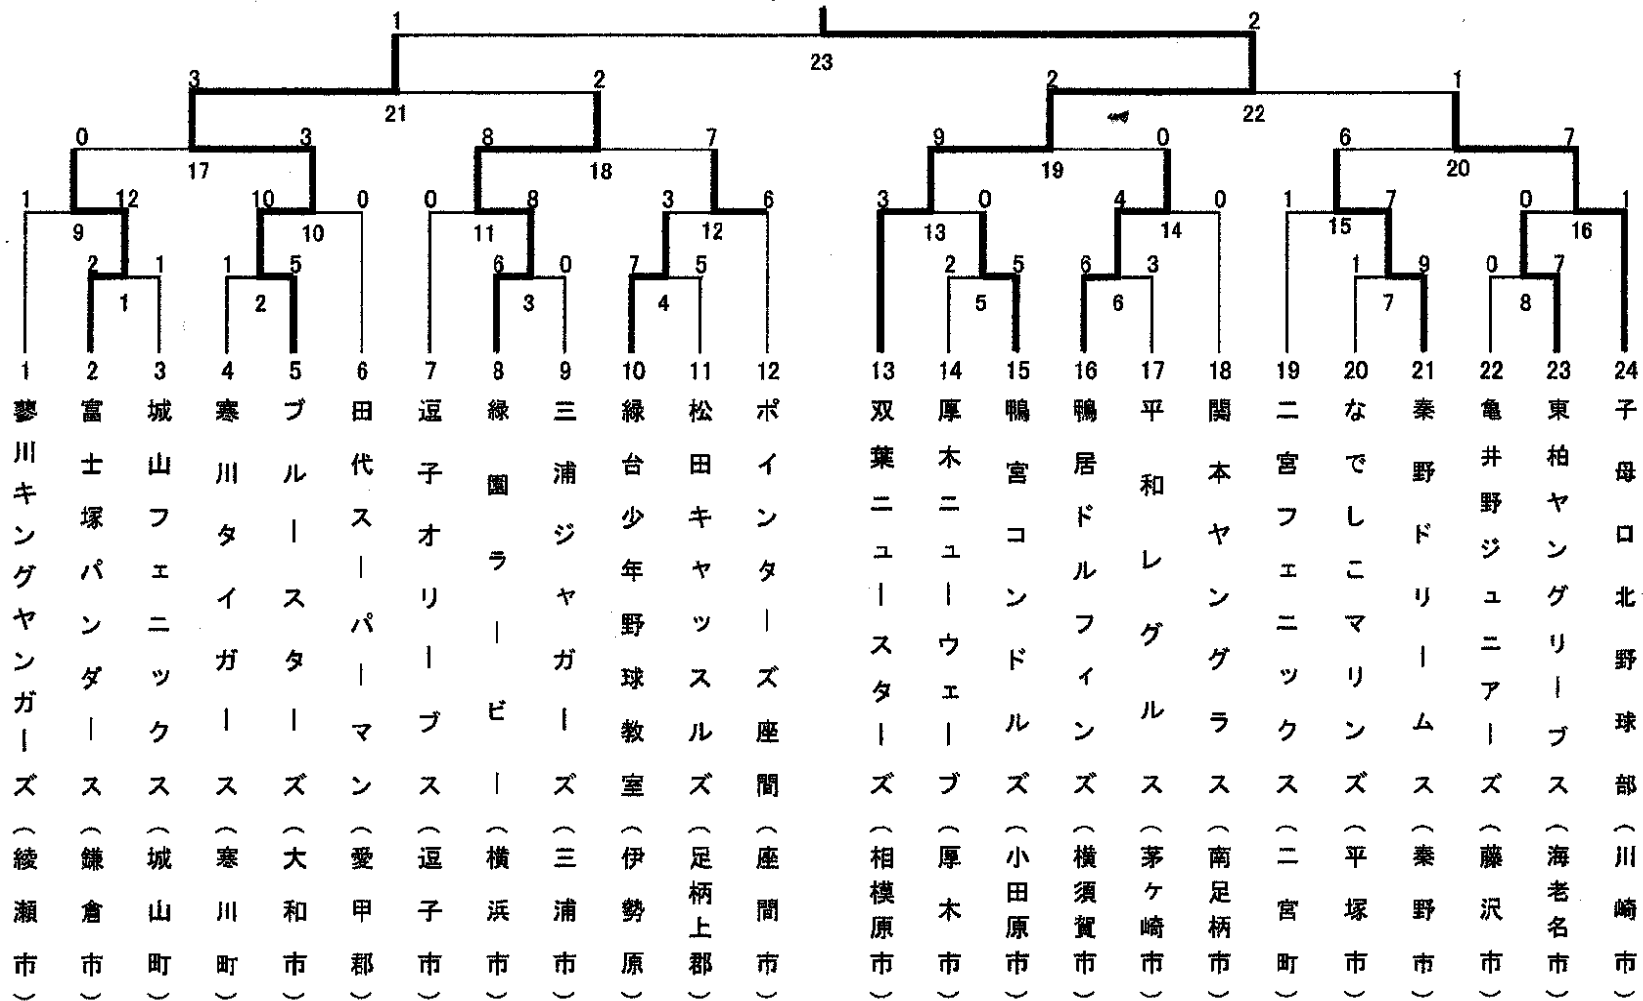 1 2
23
3 2 2 1
21 22
0 3 8 7 9 0 6 7
17 18 19 20
1 12 10 0 0 8 3 6 3 0 4 0 1 7 0 1
9 10 11 12 13 14 15 16
2 1 1 5 6 0 7 5 2 5 6 3 1 9 0 7
1 2 3 4 5 6 7 8
1 蓼川キングヤンガーズ(綾瀬市)
2 富士塚パンダース(鎌倉市)
3 城山フェニックス(城山町)
4 寒川タイガース(寒川町)
5 ブルースターズ(大和市)
6 田代スーパーマン(愛甲郡)
7 逗子オリーブス(逗子市)
8 緑園ラービー(横浜市)
9 三浦ジャガーズ(三浦市)
10 緑台少年野球教室(伊勢原市)
11 松田キャッスルズ(足柄上郡)
12 ポインターズ座間(座間市)
13 双葉ニュースターズ(相模原市)
14 厚木ニューウェーブ(厚木市)
15 鴨宮コンドルズ(小田原市)
16 鴨居ドルフィンズ(横須賀市)
17 平和レグルス(茅ヶ崎市)
18 関本ヤングラス(南足柄市)
19 二宮フェニックス(二宮町)
20 なでしこマリンズ(平塚市)
21 秦野ドリームス(秦野市)
22 亀井野ジュニアーズ(藤沢市)
23 東柏ヤングリーブス(海老名市)
24 子母口北野球部(川崎市)